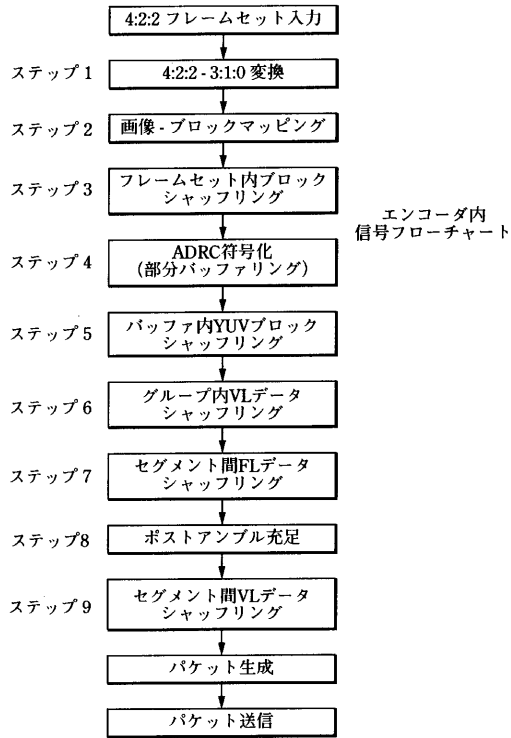 4:2:2 フレームセット入力
ステップ 1
4:2:2 - 3:1:0 変換
ステップ 2
画像 - ブロックマッピング
ステップ 3
フレームセット内ブロック
シャッフリング
エンコーダ内
信号フローチャート
ステップ 4
ADRC符号化
(部分バッファリング)
ステップ 5
バッファ内YUVブロック
シャッフリング
ステップ 6
グループ内VLデータ
シャッフリング
ステップ 7
セグメント間FLデータ
シャッフリング
ステップ8
ポストアンブル充足
ステップ 9
セグメント間VLデータ
シャッフリング
パケット生成
パケット送信